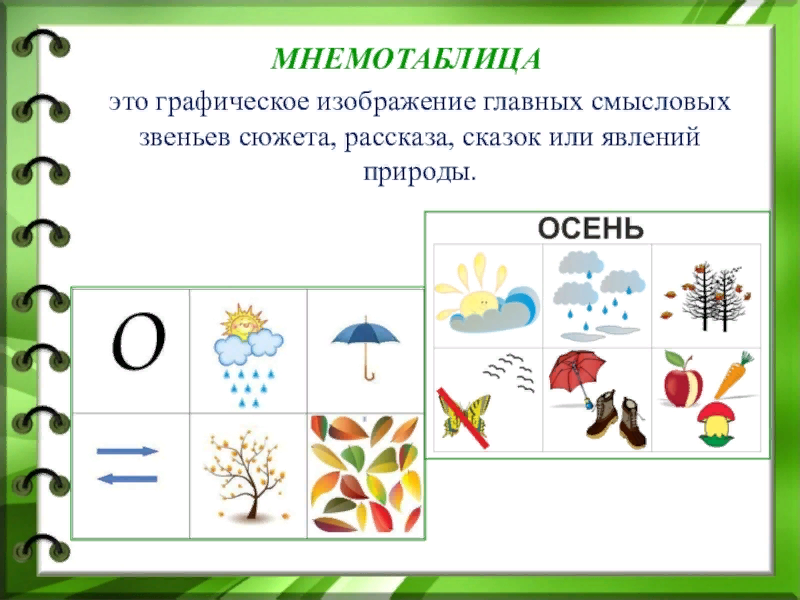 МНЕМОТАБЛИЦА
это графическое изображение главных смысловых
звеньев сюжета, рассказа, сказок или явлений
природы.
ОСЕНЬ
О